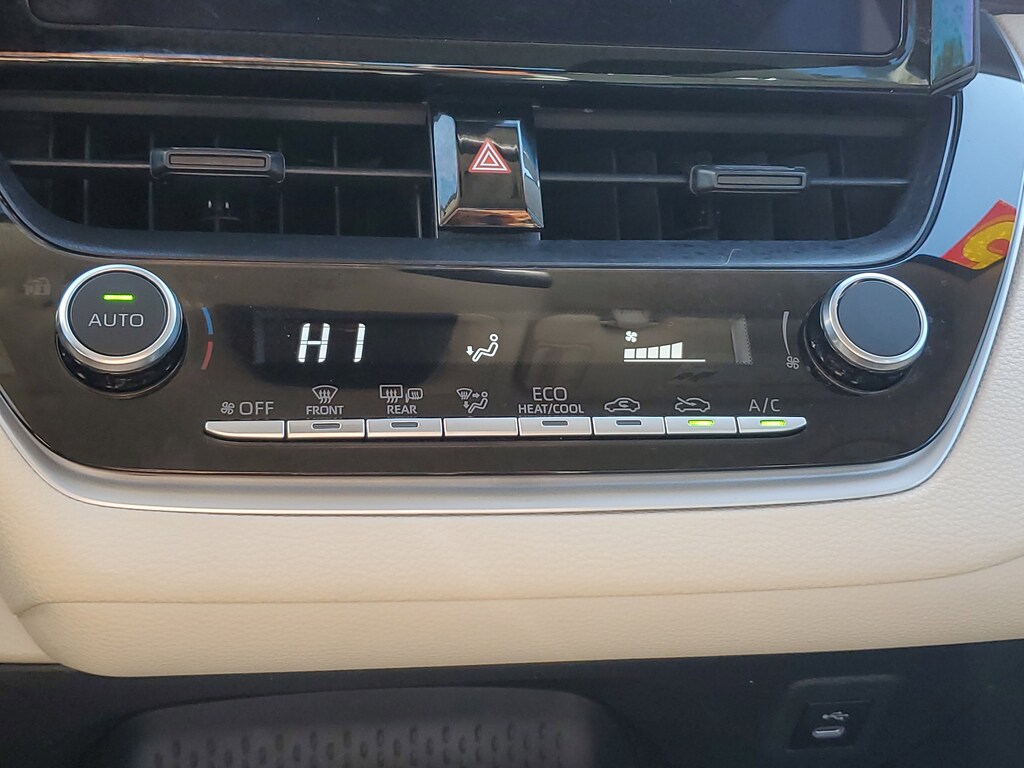 AUTO
HI
OFF
FRONT
REAR
ECO
HEAT/COOL
A/C